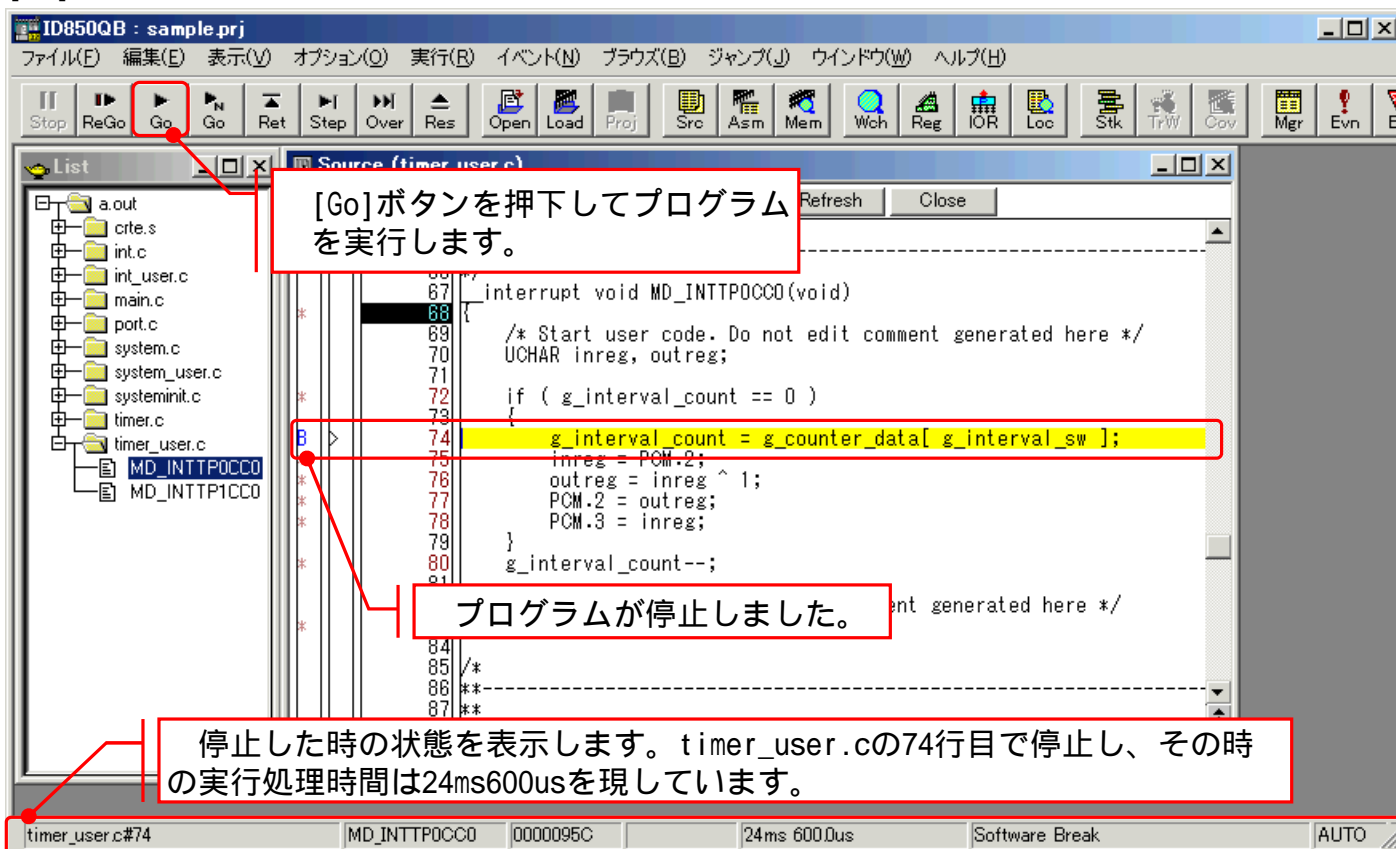 ID850QB : sample.prj
ファイル(F) 編集(E) 表示(V) オプション(O) 実行(R) イベント(N) ブラウズ(B) ジャンプ(J) ウインドウ(W) ヘルプ(H)
Stop ReGo Go Go Ret Step Over Res Open Load Proj Src Asm Mem Wch Reg IOR Loc Stk TrW Cov Mgr Evn
List
Source (timer_user.c)
Refresh Close
[Go]ボタンを押下してプログラム
を実行します。
a.out
crte.s
int.c
int_user.c
main.c
port.c
system.c
system_user.c
systeminit.c
timer.c
timer_user.c
MD_INTTP0CC0
MD_INTTP1CC0
66 */
67 __interrupt void MD_INTTP0CC0(void)
* 68 {
69 /* Start user code. Do not edit comment generated here */
70 UCHAR inreg, outreg;
71
* 72 if ( g_interval_count == 0 )
73 {
B > 74 g_interval_count = g_counter_data[ g_interval_sw ];
75 inreg = PCM.2;
* 76 outreg = inreg ^ 1;
* 77 PCM.2 = outreg;
* 78 PCM.3 = inreg;
79 }
* 80 g_interval_count--;
81
プログラムが停止しました。
ent generated here */
*
84
85 /*
86 **------------------------------------------------------------
87 **
停止した時の状態を表示します。timer_user.cの74行目で停止し、その時
の実行処理時間は24ms600usを現しています。
timer_user.c#74 MD_INTTP0CC0 0000095C 24ms 600.0us Software Break AUTO